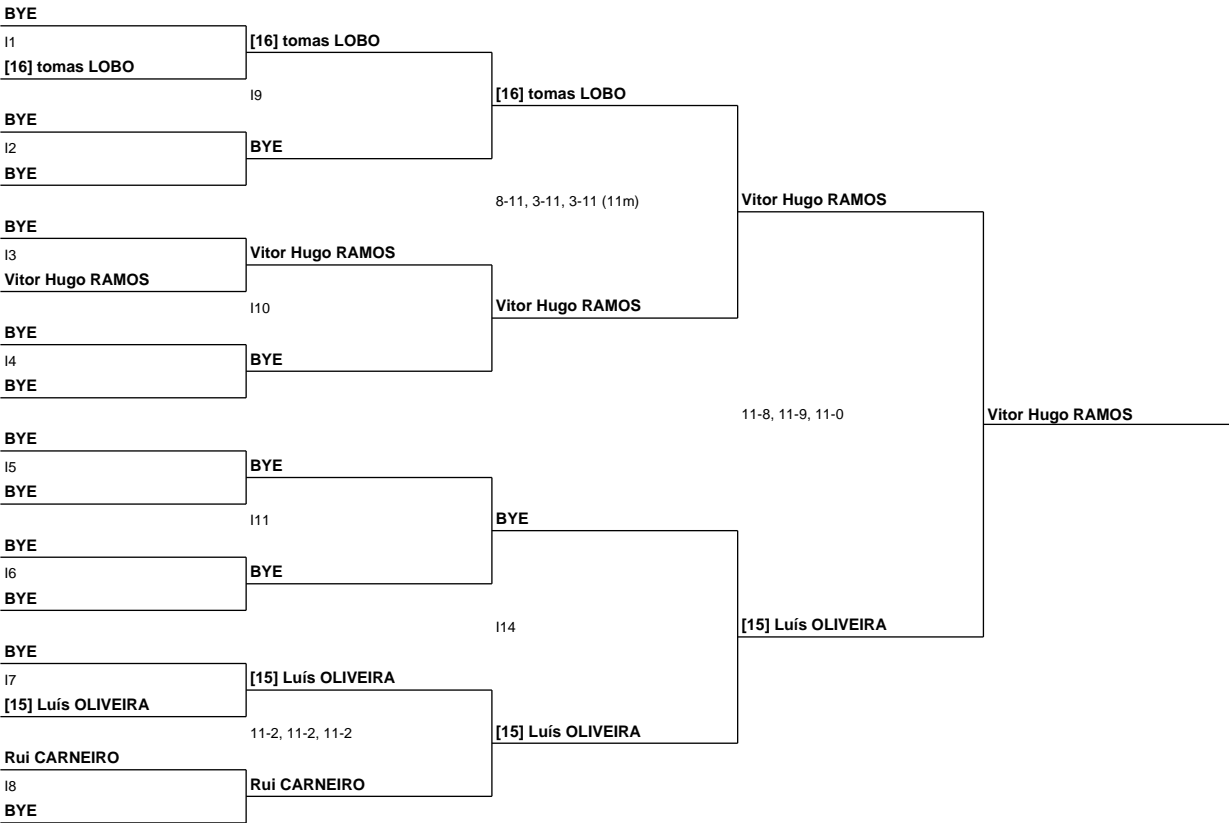 BYE
I1
[16] tomas LOBO
[16] tomas LOBO
I9
[16] tomas LOBO
BYE
I2
BYE
BYE
8-11, 3-11, 3-11 (11m)
Vitor Hugo RAMOS
BYE
I3
Vitor Hugo RAMOS
Vitor Hugo RAMOS
I10
Vitor Hugo RAMOS
BYE
I4
BYE
BYE
11-8, 11-9, 11-0
Vitor Hugo RAMOS
BYE
I5
BYE
BYE
I11
BYE
BYE
I6
BYE
BYE
I14
[15] Luís OLIVEIRA
BYE
I7
[15] Luís OLIVEIRA
[15] Luís OLIVEIRA
11-2, 11-2, 11-2
[15] Luís OLIVEIRA
Rui CARNEIRO
I8
Rui CARNEIRO
BYE